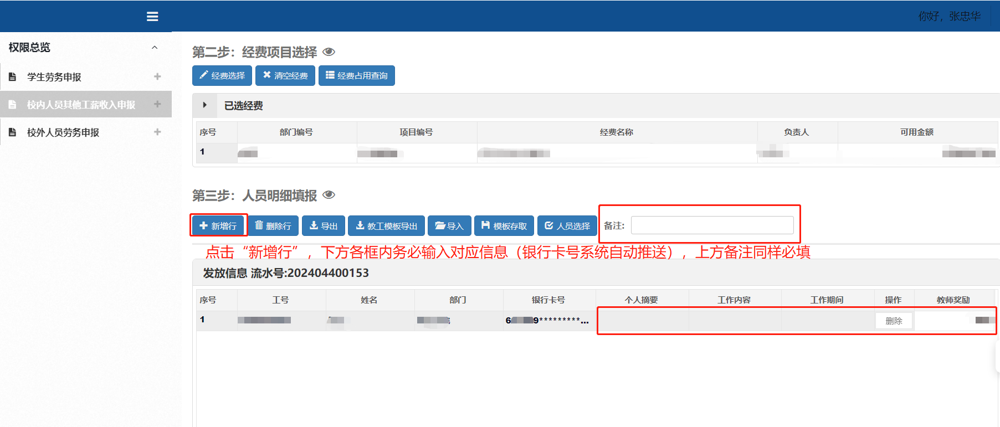 你好，张忠华
权限总览
学生劳务申报
校内人员其他工薪收入申报
校外人员劳务申报
第二步：经费项目选择
经费选择 清空经费 经费占用查询
已选经费
序号 部门编号 项目编号 经费名称 负责人 可用金额
1
第三步：人员明细填报
新增行 删除行 导出 教工模板导出 导入 模板存取 人员选择 备注:
点击“新增行”，下方各框内务必输入对应信息（银行卡号系统自动推送），上方备注同样必填
发放信息 流水号:202404400153
序号 工号 姓名 部门 银行卡号 个人摘要 工作内容 工作期间 操作 教师奖励
1 6 9*********... 删除